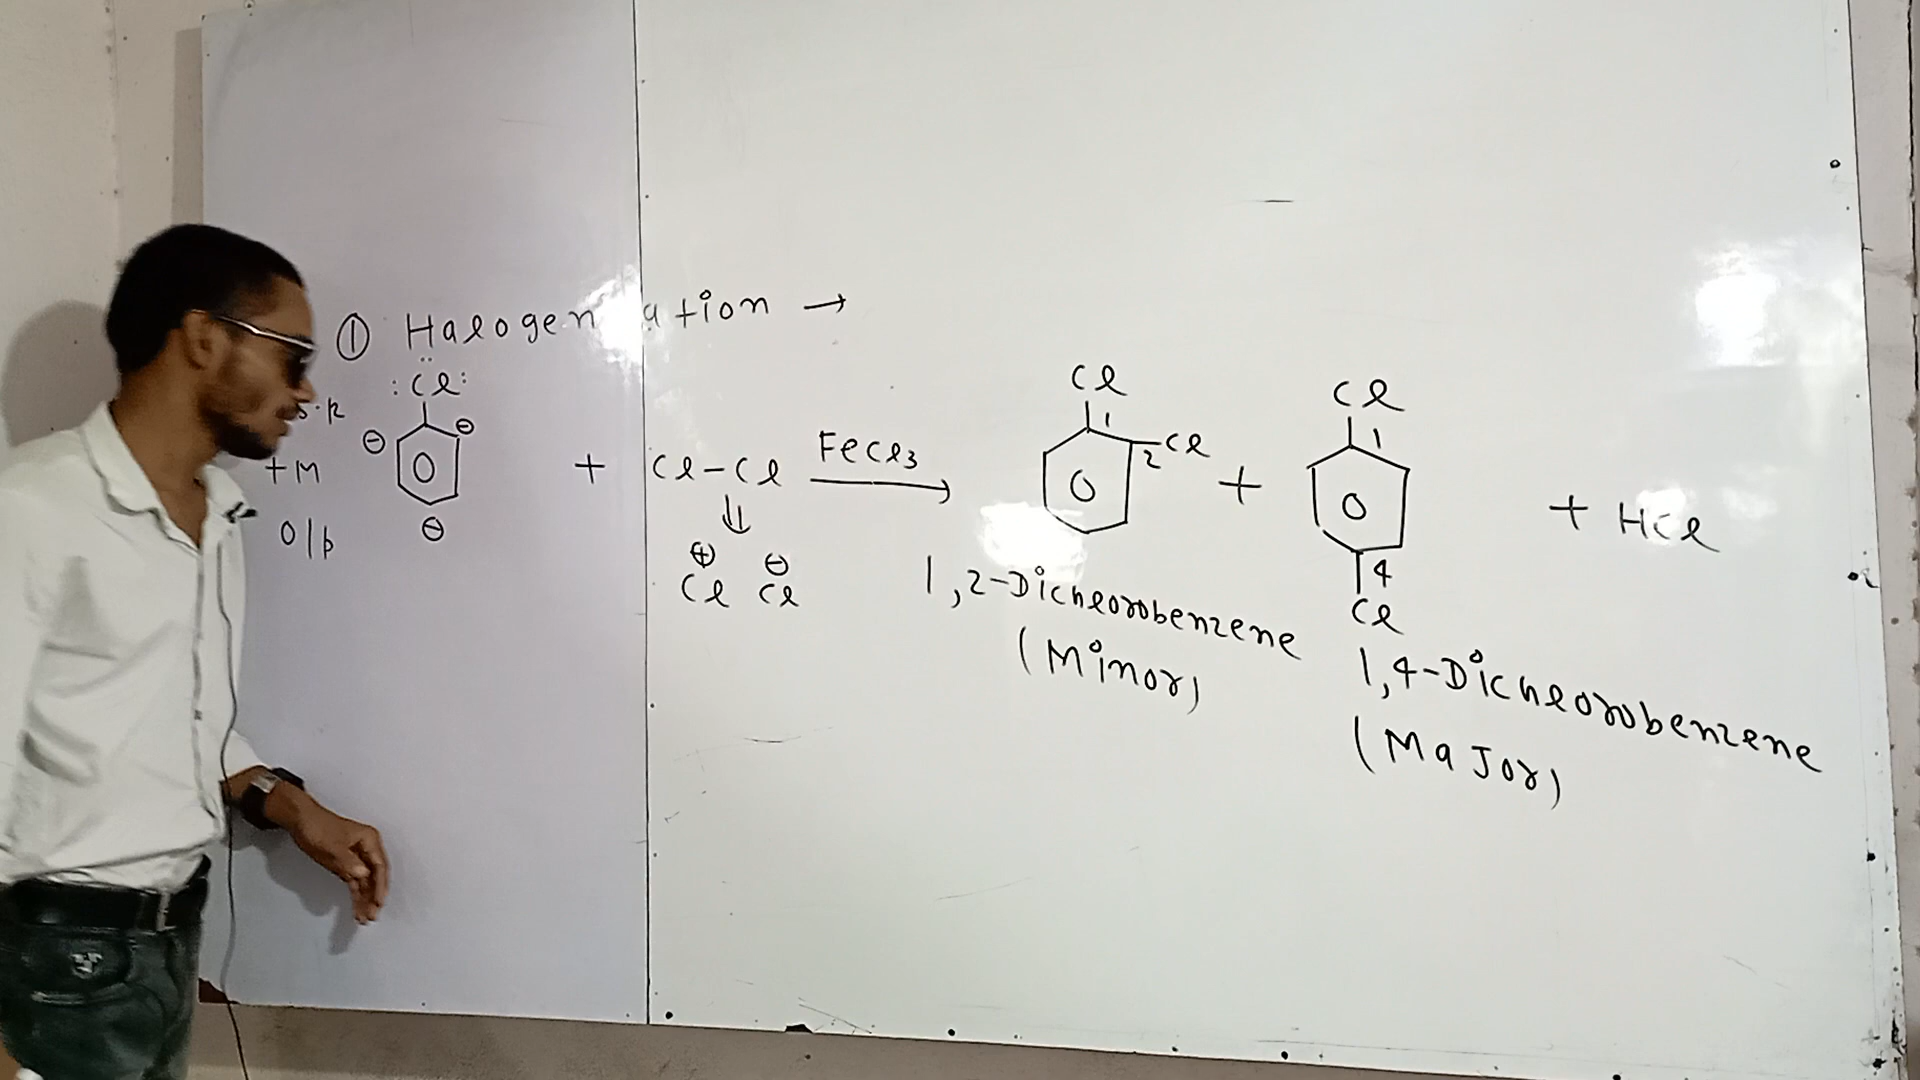 ① Halogenation →
:C̈l: Cl Cl
+M ⊖ ⊖ + Cl-Cl FeCl3 → 1 2 Cl + 1 + HCl
O/p ⊖ ⇓ 4
⊕ ⊖ Cl
Cl Cl
1,2-Dichlorobenzene
(Minor)
1,4-Dichlorobenzene
(Major)